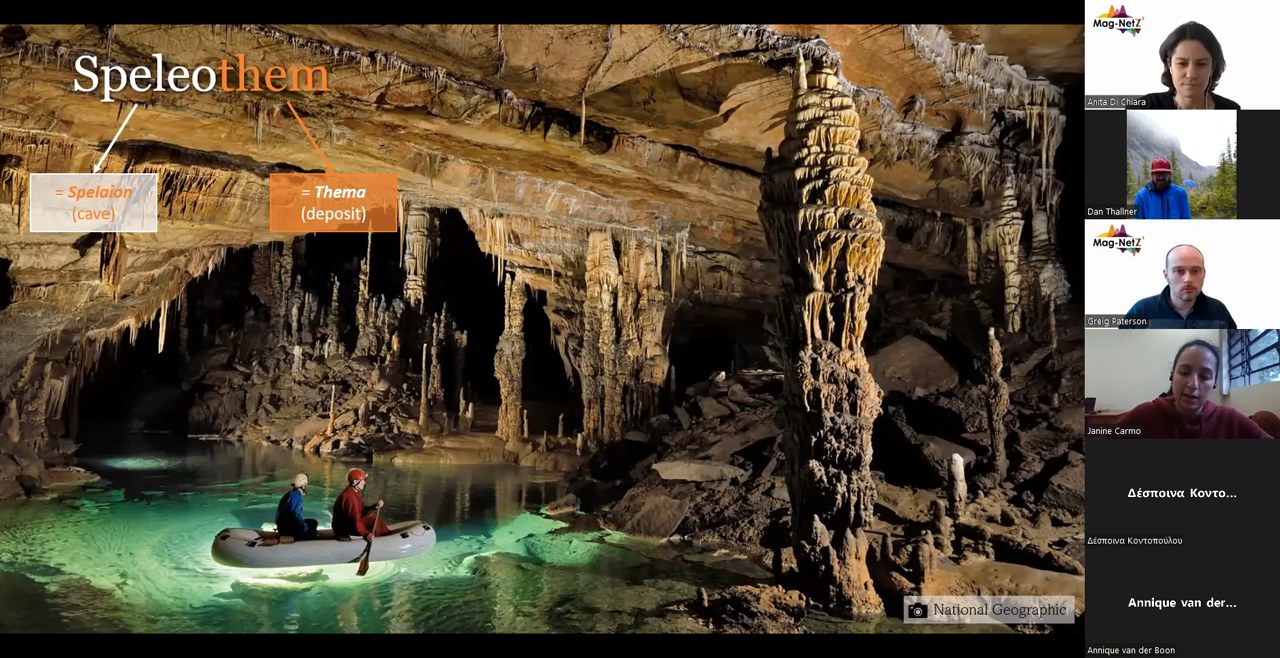 Speleothem
= Spelaion
(cave)
= Thema
(deposit)
National Geographic
Mag-NetZ
Anita Di Chiara
Dan Thallner
Mag-NetZ
Greig Paterson
Janine Carmo
Δέσποινα Κοντο...
Δέσποινα Κοντοπούλου
Annique van der...
Annique van der Boon